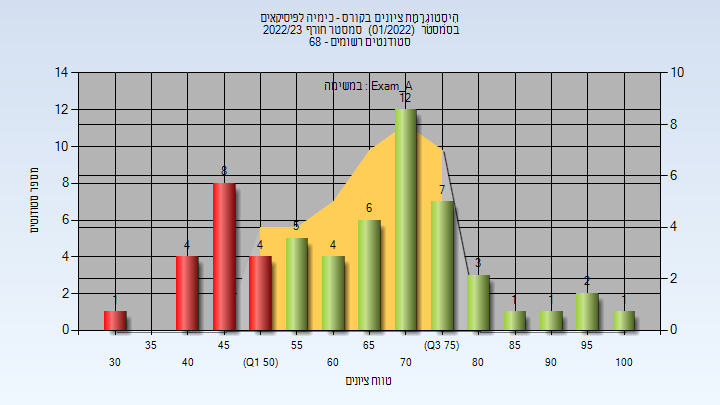 היסטוגרמת ציונים בקורס - כימיה לפיסיקאים
בסמסטר (01/2022) סמסטר חורף 2022/23
סטודנטים רשומים - 68
במשימה : Exam_A
מספר סטודנטים
14 12 10 8 6 4 2 0
10 8 6 4 2 0
1 4 8 4 5 4 6 12 7 3 1 1 2 1
35 45 55 65 (Q3 75) 85 95
30 40 (Q1 50) 60 70 80 90 100
טווח ציונים